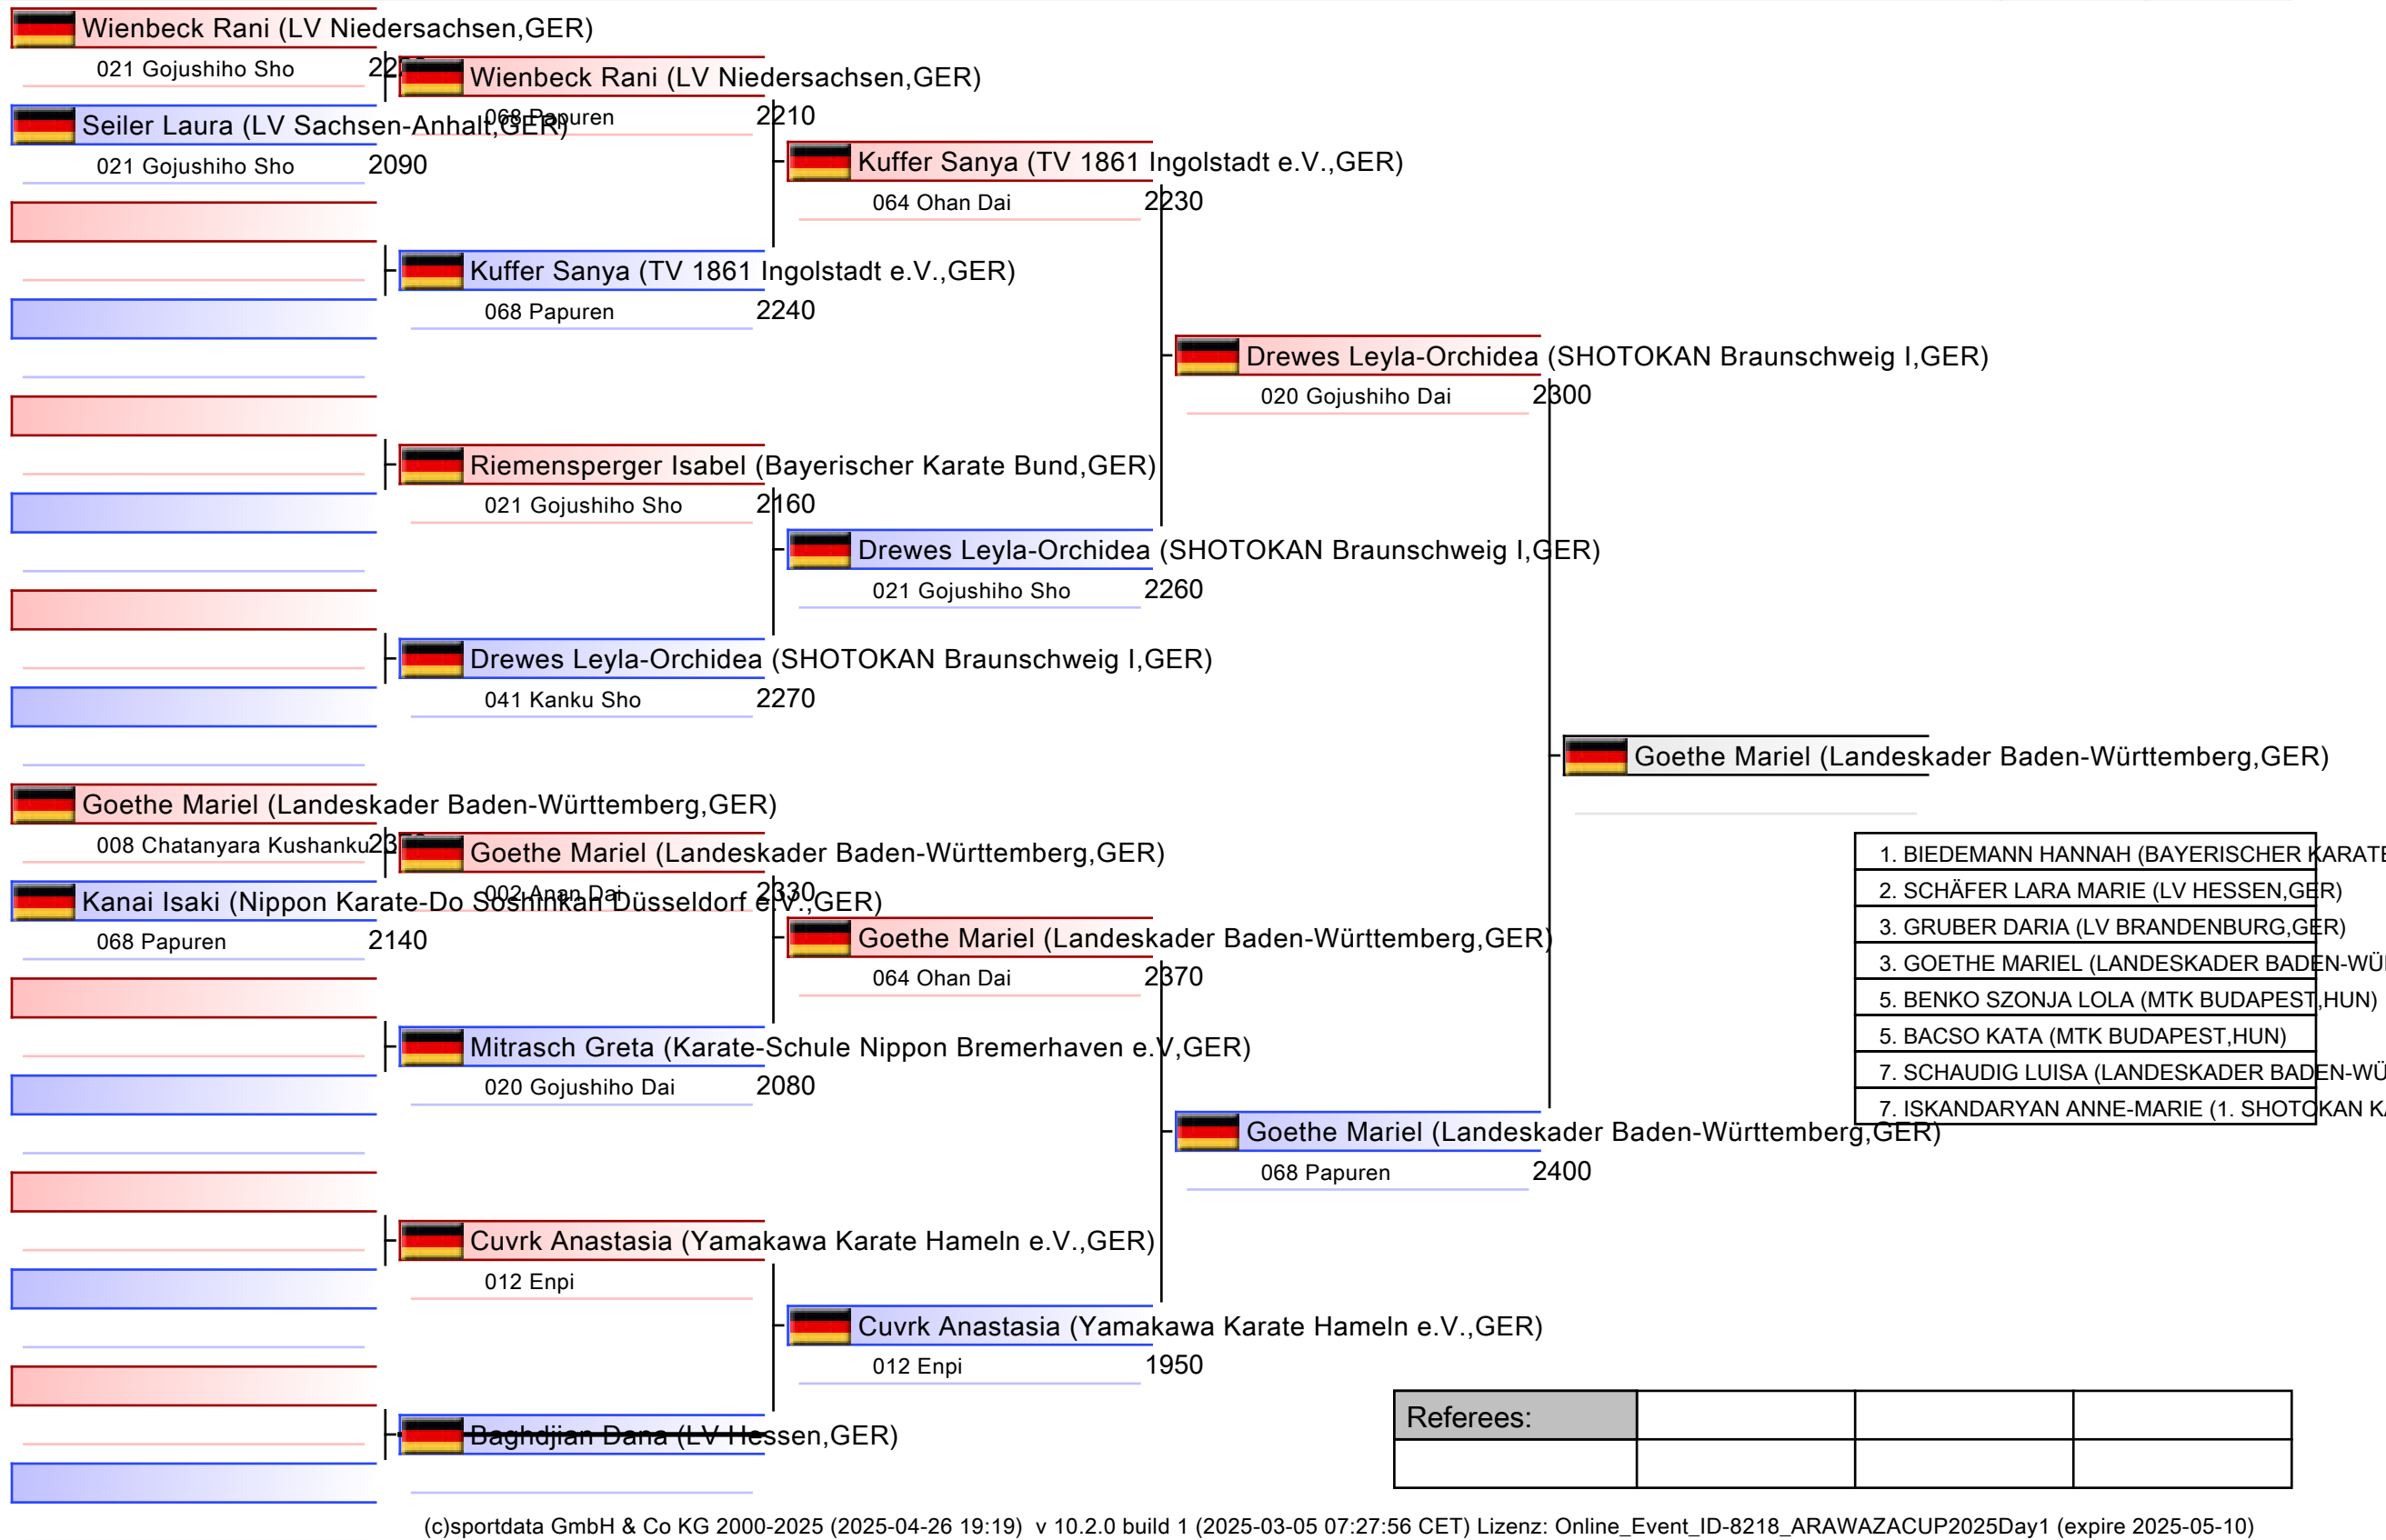 Wienbeck Rani (LV Niedersachsen,GER)
021 Gojushiho Sho
Seiler Laura (LV Sachsen-Anhalt,GER)
021 Gojushiho Sho 2090
Goethe Mariel (Landeskader Baden-Württemberg,GER)
008 Chatanyara Kushanku
Kanai Isaki (Nippon Karate-Do Soshinkan Düsseldorf e.V.,GER)
068 Papuren 2140
Wienbeck Rani (LV Niedersachsen,GER)
068 Papuren 2210
Kuffer Sanya (TV 1861 Ingolstadt e.V.,GER)
068 Papuren 2240
Riemensperger Isabel (Bayerischer Karate Bund,GER)
021 Gojushiho Sho 2160
Drewes Leyla-Orchidea (SHOTOKAN Braunschweig I,GER)
041 Kanku Sho 2270
Goethe Mariel (Landeskader Baden-Württemberg,GER)
002 Anan Dai 2330
Mitrasch Greta (Karate-Schule Nippon Bremerhaven e.V,GER)
020 Gojushiho Dai 2080
Cuvrk Anastasia (Yamakawa Karate Hameln e.V.,GER)
012 Enpi
Baghdjian Dana (LV Hessen,GER)
Kuffer Sanya (TV 1861 Ingolstadt e.V.,GER)
064 Ohan Dai 2230
Drewes Leyla-Orchidea (SHOTOKAN Braunschweig I,GER)
021 Gojushiho Sho 2260
Goethe Mariel (Landeskader Baden-Württemberg,GER)
064 Ohan Dai 2370
Cuvrk Anastasia (Yamakawa Karate Hameln e.V.,GER)
012 Enpi 1950
Drewes Leyla-Orchidea (SHOTOKAN Braunschweig I,GER)
020 Gojushiho Dai 2300
Goethe Mariel (Landeskader Baden-Württemberg,GER)
068 Papuren 2400
Goethe Mariel (Landeskader Baden-Württemberg,GER)
1. BIEDEMANN HANNAH (BAYERISCHER KARATE
2. SCHÄFER LARA MARIE (LV HESSEN,GER)
3. GRUBER DARIA (LV BRANDENBURG,GER)
3. GOETHE MARIEL (LANDESKADER BADEN-WÜ
5. BENKO SZONJA LOLA (MTK BUDAPEST,HUN)
5. BACSO KATA (MTK BUDAPEST,HUN)
7. SCHAUDIG LUISA (LANDESKADER BADEN-WÜ
7. ISKANDARYAN ANNE-MARIE (1. SHOTOKAN KA
Referees:
(c)sportdata GmbH & Co KG 2000-2025 (2025-04-26 19:19) v 10.2.0 build 1 (2025-03-05 07:27:56 CET) Lizenz: Online_Event_ID-8218_ARAWAZACUP2025Day1 (expire 2025-05-10)